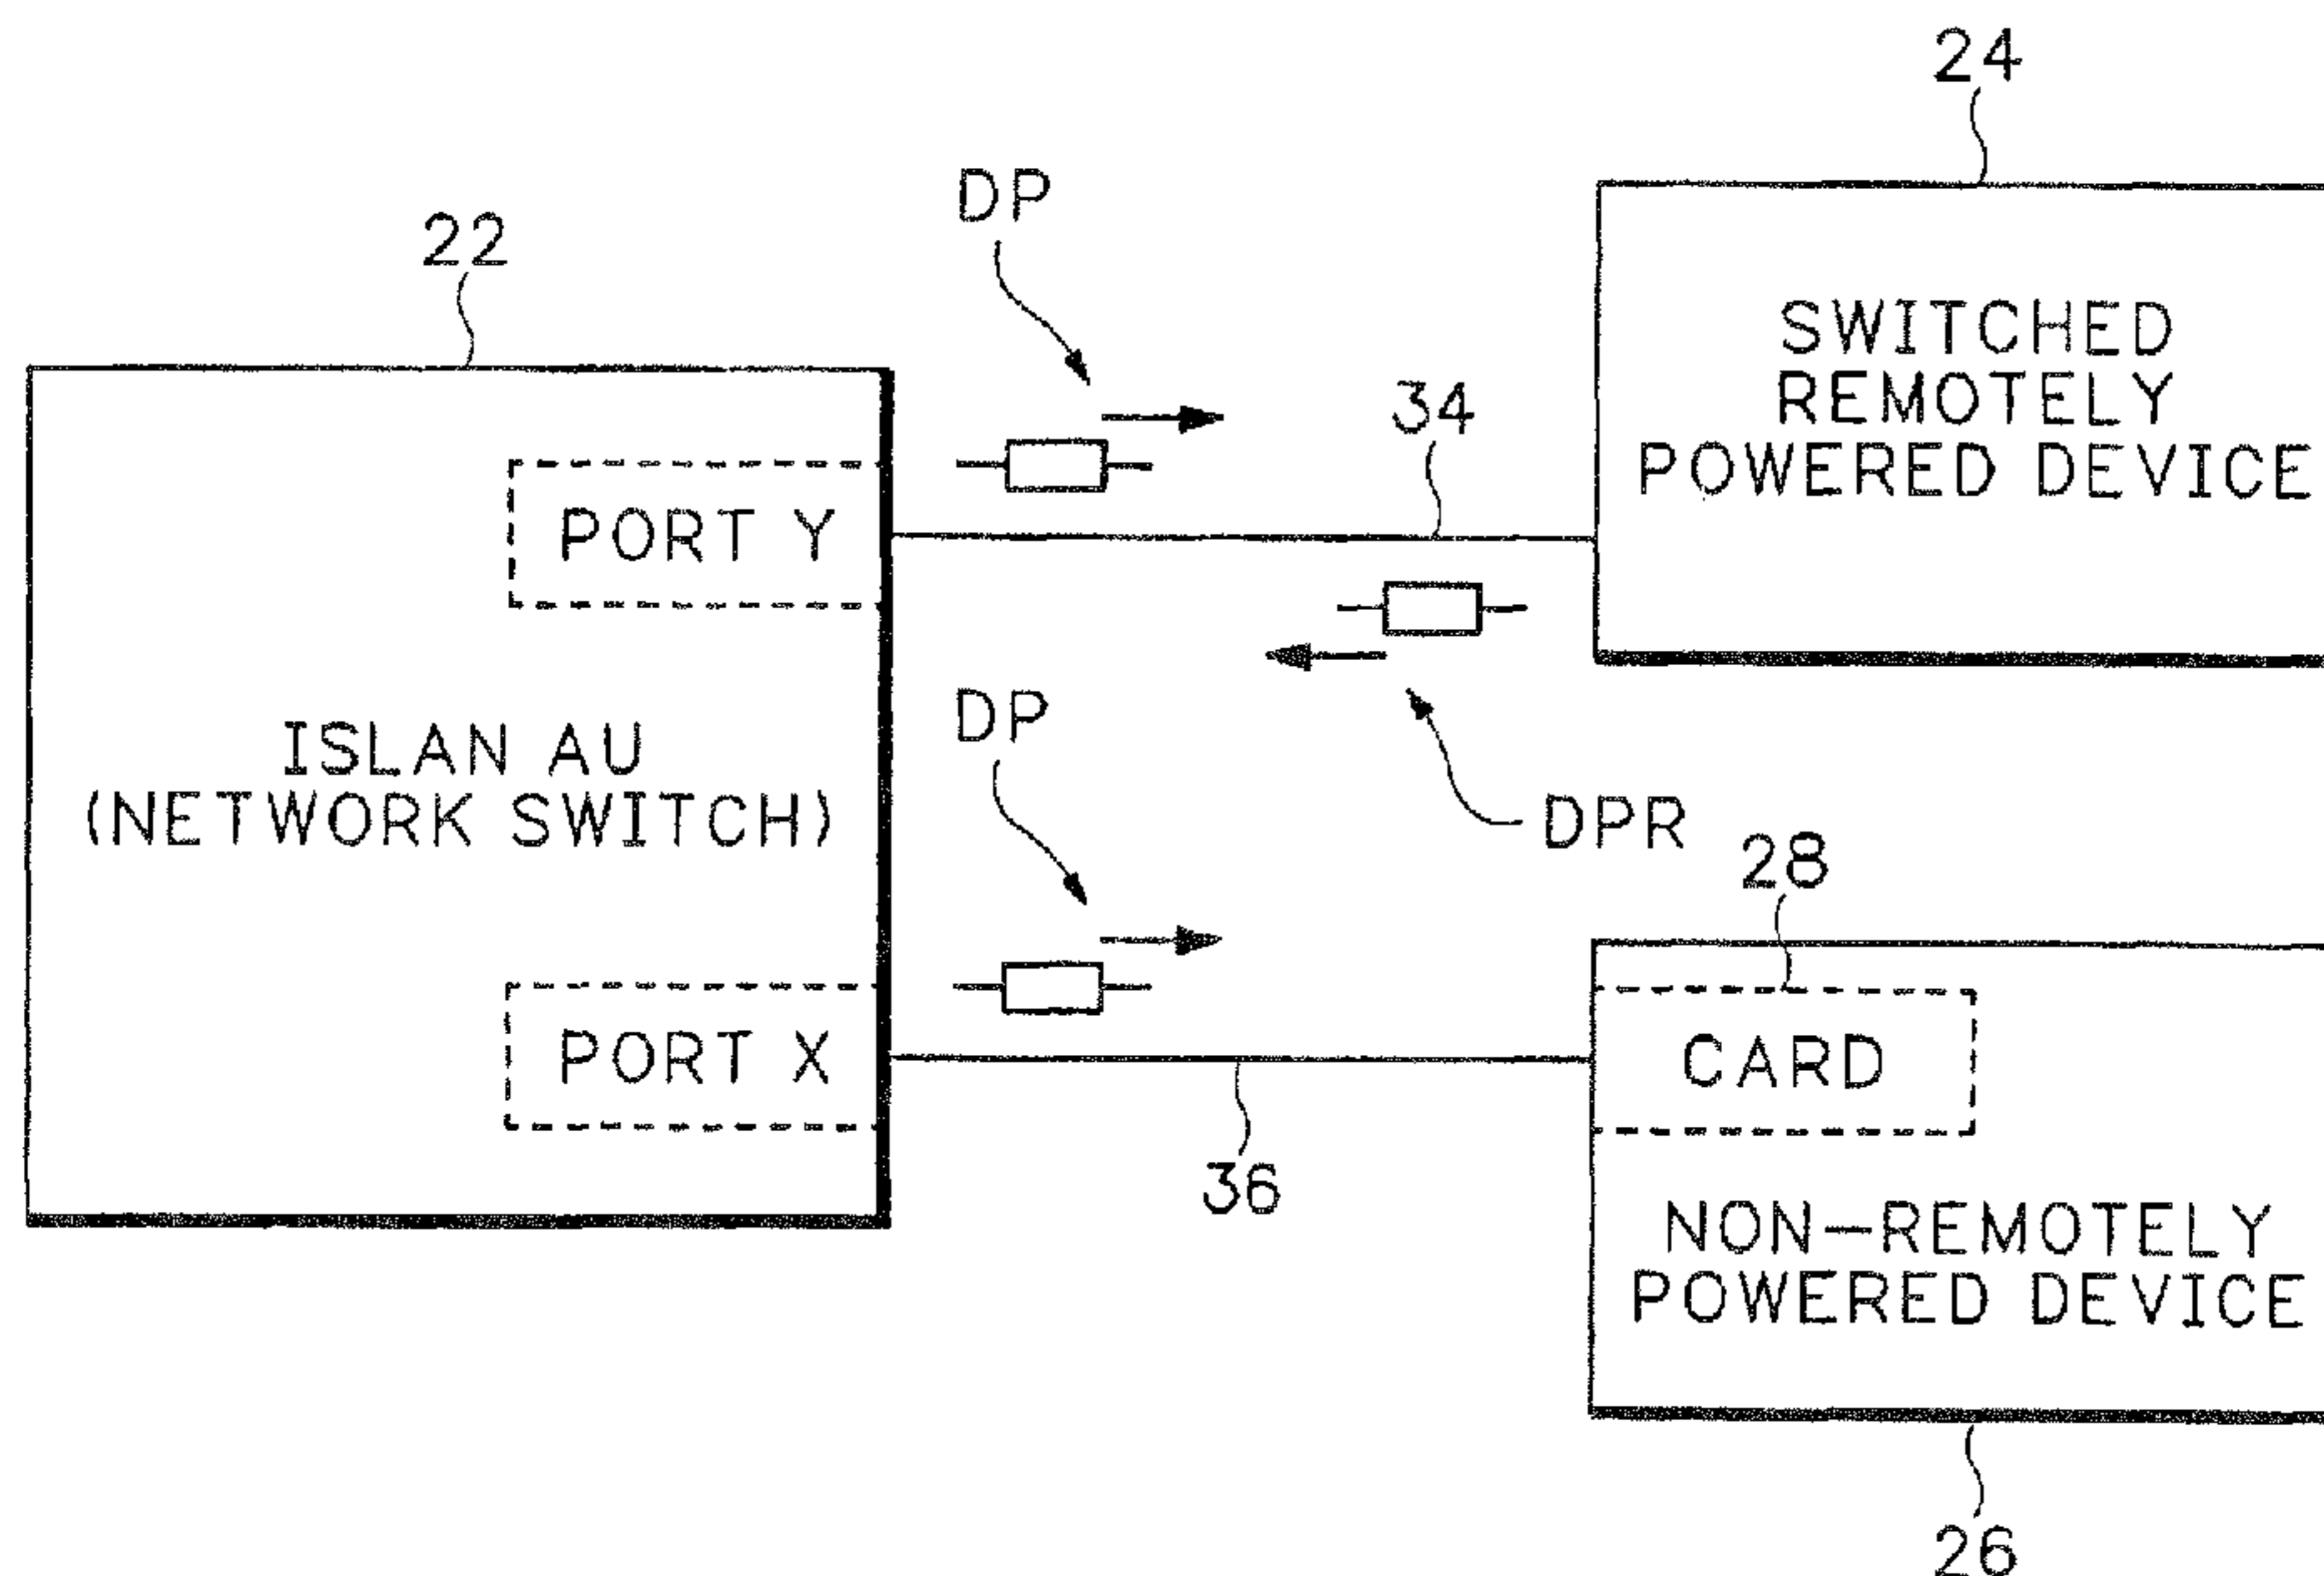 24
DP
22
SWITCHED
REMOTELY
POWERED DEVICE
34
PORT Y
DP
ISLAN AU
(NETWORK SWITCH)
DPR
28
PORT X
CARD
36
NON-REMOTELY
POWERED DEVICE
26